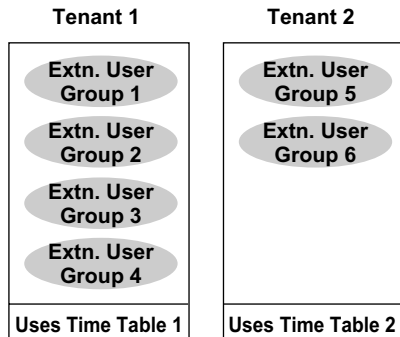 Tenant 1
Extn. User
Group 1
Extn. User
Group 2
Extn. User
Group 3
Extn. User
Group 4
Uses Time Table 1
Tenant 2
Extn. User
Group 5
Extn. User
Group 6
Uses Time Table 2